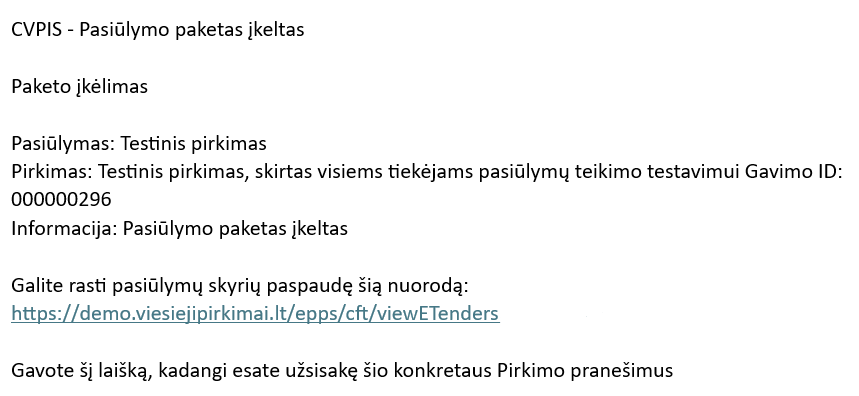 CVPIS - Pasiūlymo paketas įkeltas
Paketo įkėlimas
Pasiūlymas: Testinis pirkimas
Pirkimas: Testinis pirkimas, skirtas visiems tiekėjams pasiūlymų teikimo testavimui Gavimo ID:
000000296
Informacija: Pasiūlymo paketas įkeltas
Galite rasti pasiūlymų skyrių paspaudę šią nuorodą:
https://demo.viesiejipirkimai.lt/epps/cft/viewETenders
Gavote šį laišką, kadangi esate užsisakę šio konkretaus Pirkimo pranešimus